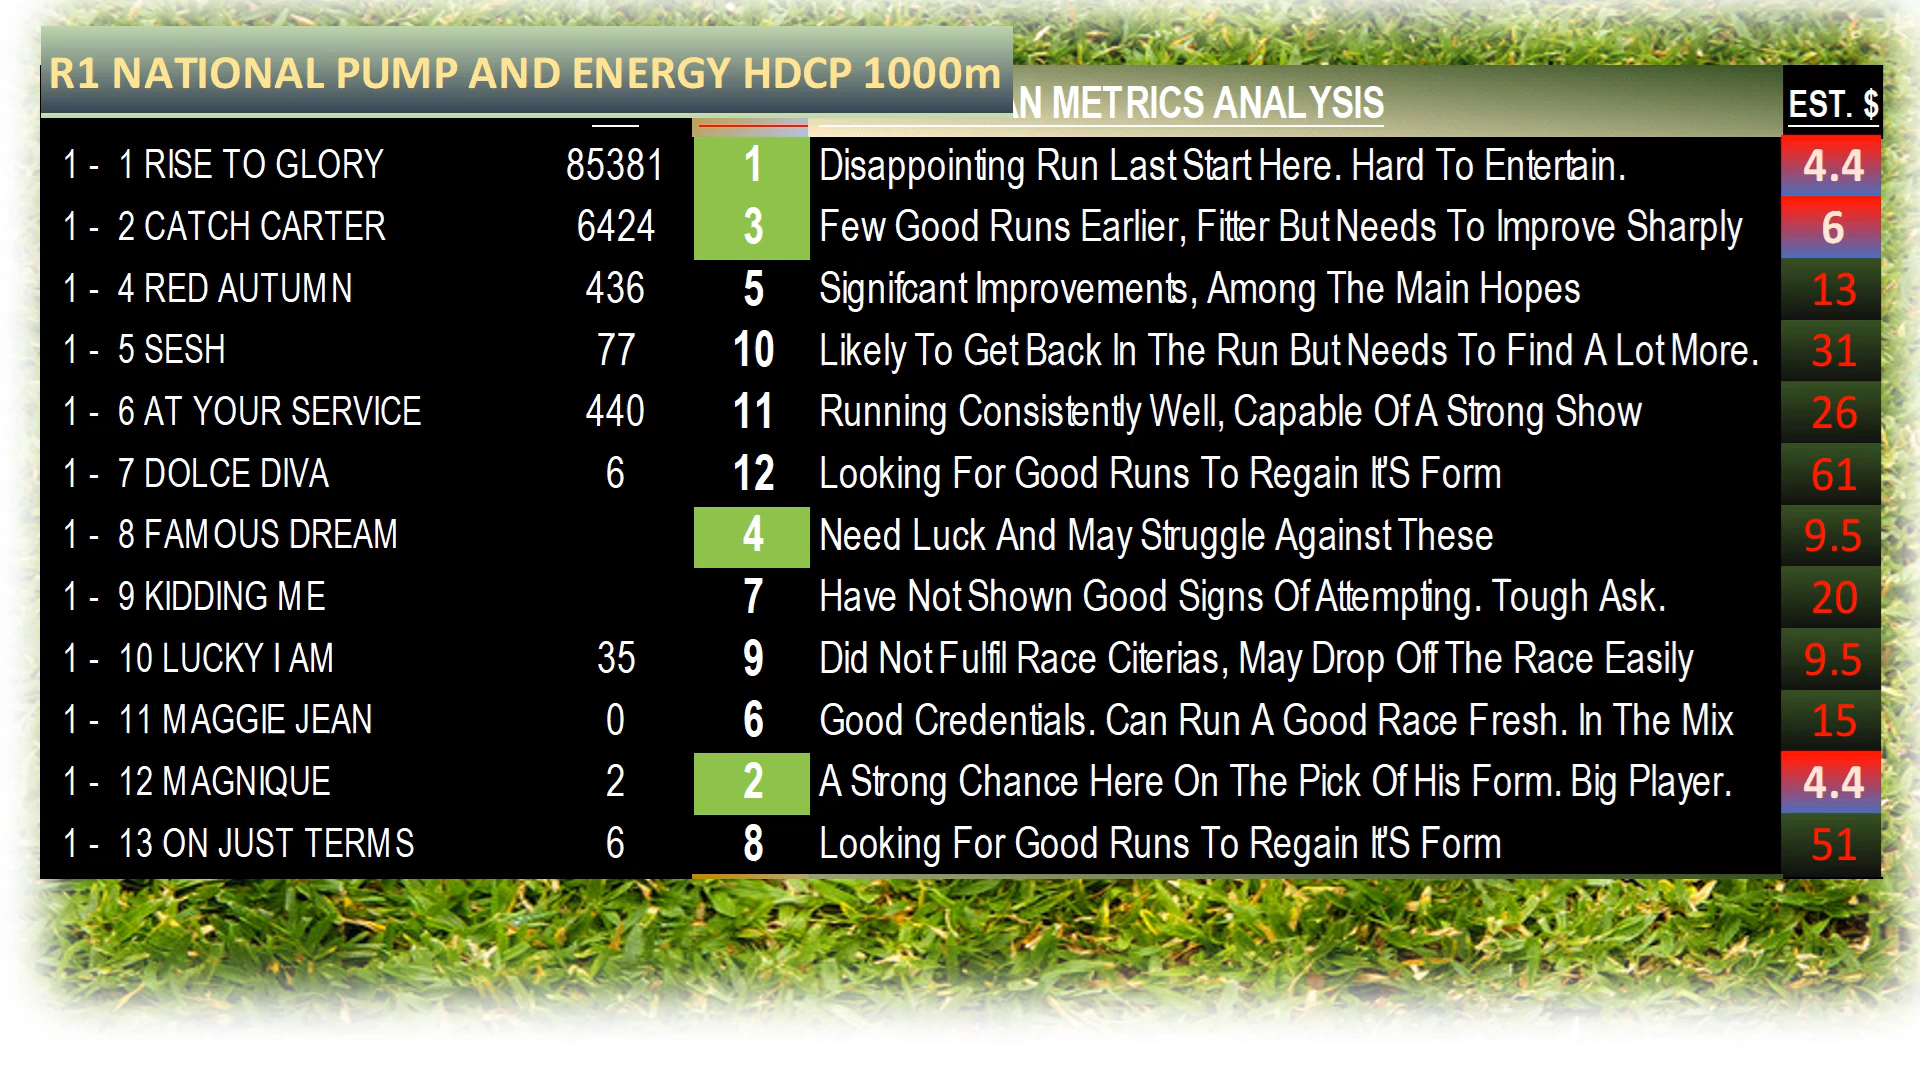 R1 NATIONAL PUMP AND ENERGY HDCP 1000m
AN METRICS ANALYSIS EST. $
1 - 1 RISE TO GLORY 85381 1 Disappointing Run Last Start Here. Hard To Entertain. 4.4
1 - 2 CATCH CARTER 6424 3 Few Good Runs Earlier, Fitter But Needs To Improve Sharply 6
1 - 4 RED AUTUMN 436 5 Signifcant Improvements, Among The Main Hopes 13
1 - 5 SESH 77 10 Likely To Get Back In The Run But Needs To Find A Lot More. 31
1 - 6 AT YOUR SERVICE 440 11 Running Consistently Well, Capable Of A Strong Show 26
1 - 7 DOLCE DIVA 6 12 Looking For Good Runs To Regain It'S Form 61
1 - 8 FAMOUS DREAM 4 Need Luck And May Struggle Against These 9.5
1 - 9 KIDDING ME 7 Have Not Shown Good Signs Of Attempting. Tough Ask. 20
1 - 10 LUCKY I AM 35 9 Did Not Fulfil Race Citerias, May Drop Off The Race Easily 9.5
1 - 11 MAGGIE JEAN 0 6 Good Credentials. Can Run A Good Race Fresh. In The Mix 15
1 - 12 MAGNIQUE 2 2 A Strong Chance Here On The Pick Of His Form. Big Player. 4.4
1 - 13 ON JUST TERMS 6 8 Looking For Good Runs To Regain It'S Form 51